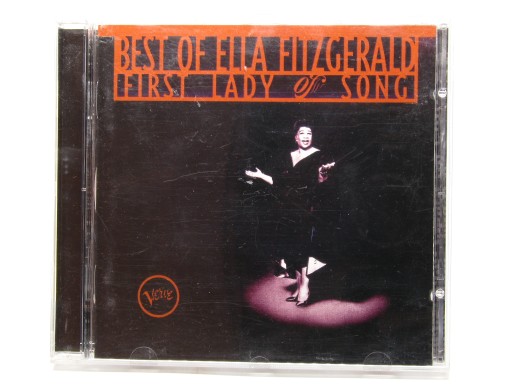 BEST OF ELLA FITZGERALD
FIRST LADY of SONG
Verve